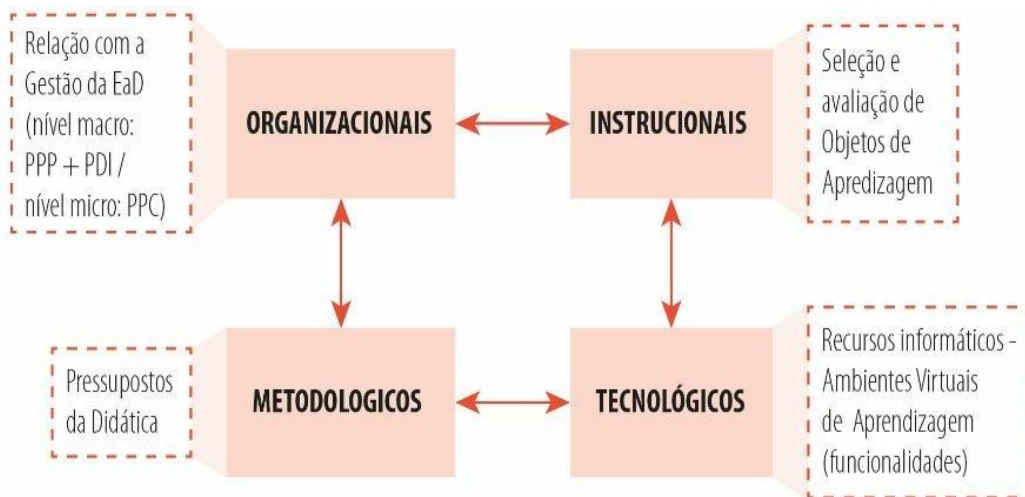 Relação com a
Gestão da EaD
(nível macro:
PPP + PDI /
nível micro: PPC)
ORGANIZACIONAIS
INSTRUCIONAIS
Seleção e
avaliação de
Objetos de
Apredizagem
Pressupostos
da Didática
METODOLOGICOS
TECNOLÓGICOS
Recursos informáticos -
Ambientes Virtuais
de Aprendizagem
(funcionalidades)